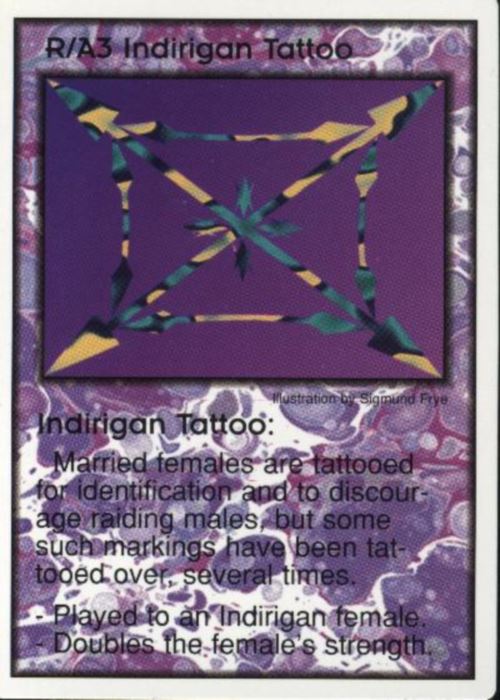 R/A3 Indirigan Tattoo
Illustration by Sigmund Frye
Indirigan Tattoo:
Married females are tattooed
for identification and to discour-
age raiding males, but some
such markings have been tat-
tooed over, several times.
- Played to an Indirigan female.
- Doubles the female's strength.